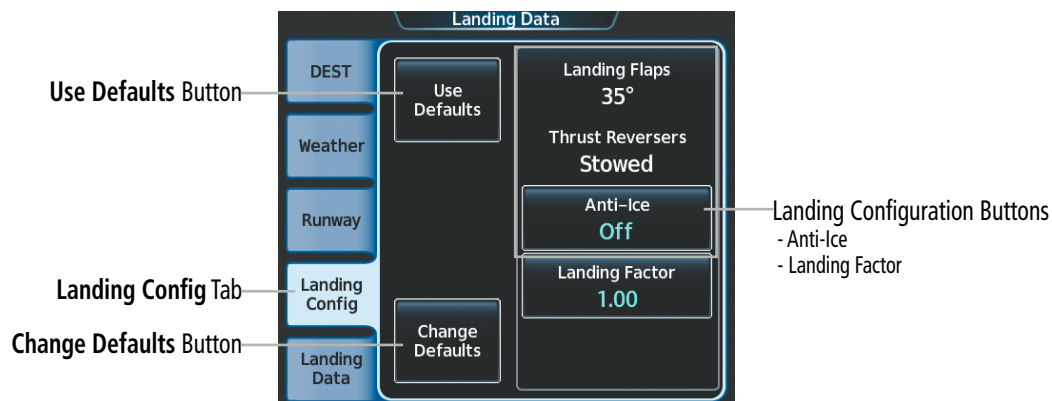 Landing Data
DEST
Weather
Runway
Landing
Config
Landing
Data
Use
Defaults
Change
Defaults
Landing Flaps
35°
Thrust Reversers
Stowed
Anti-Ice
Off
Landing Factor
1.00
Use Defaults Button
Landing Config Tab
Change Defaults Button
Landing Configuration Buttons
- Anti-Ice
- Landing Factor